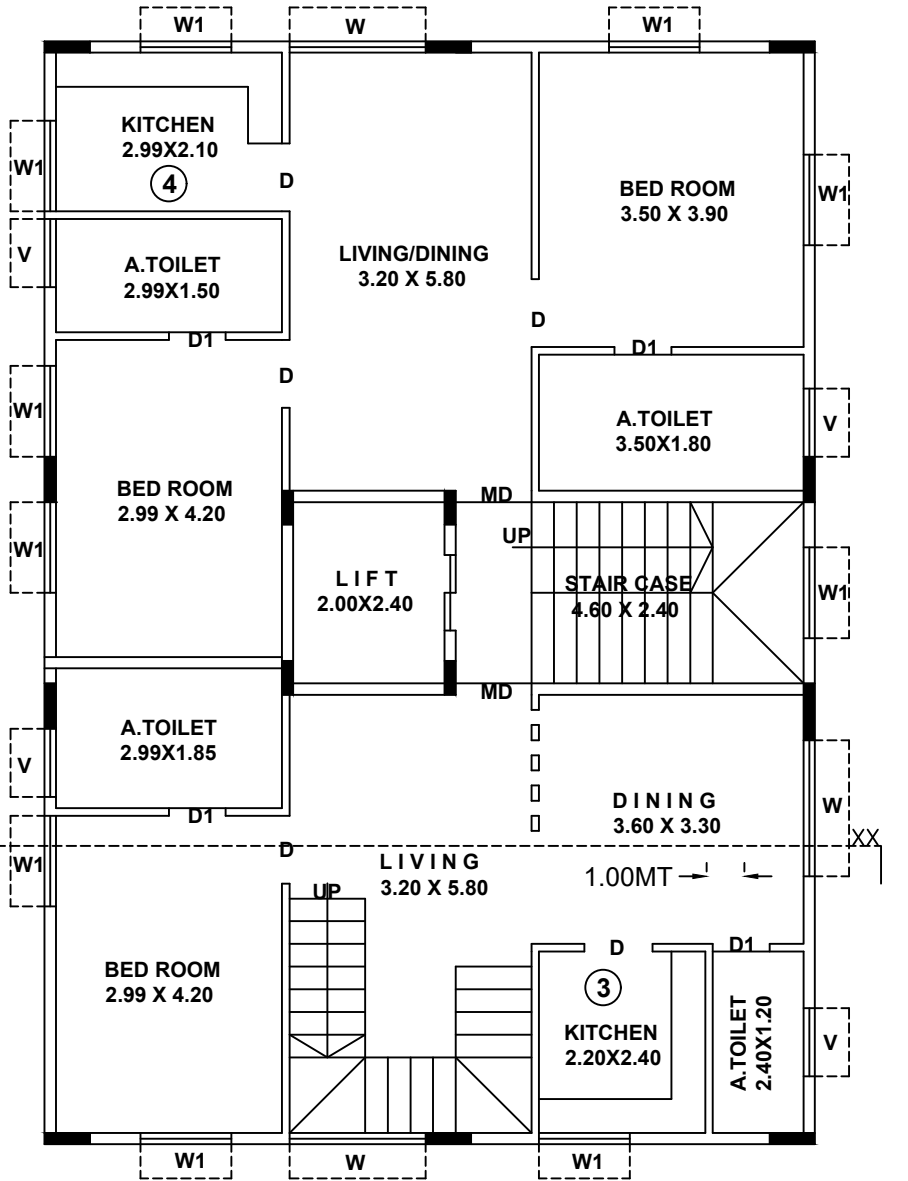 W1
W
W1
KITCHEN
2.99X2.10
4
W1
D
BED ROOM
3.50 X 3.90
W1
V
A.TOILET
2.99X1.50
LIVING/DINING
3.20 X 5.80
D
D1
D1
D
W1
A.TOILET
3.50X1.80
V
BED ROOM
2.99 X 4.20
MD
UP
W1
LIFT
2.00X2.40
STAIR CASE
4.60 X 2.40
W1
MD
A.TOILET
2.99X1.85
V
DINING
3.60 X 3.30
W
D1
XX
W1
D
LIVING
3.20 X 5.80
1.00MT
UP
D
D1
BED ROOM
2.99 X 4.20
3
KITCHEN
2.20X2.40
A.TOILET
2.40X1.20
V
W1
W
W1